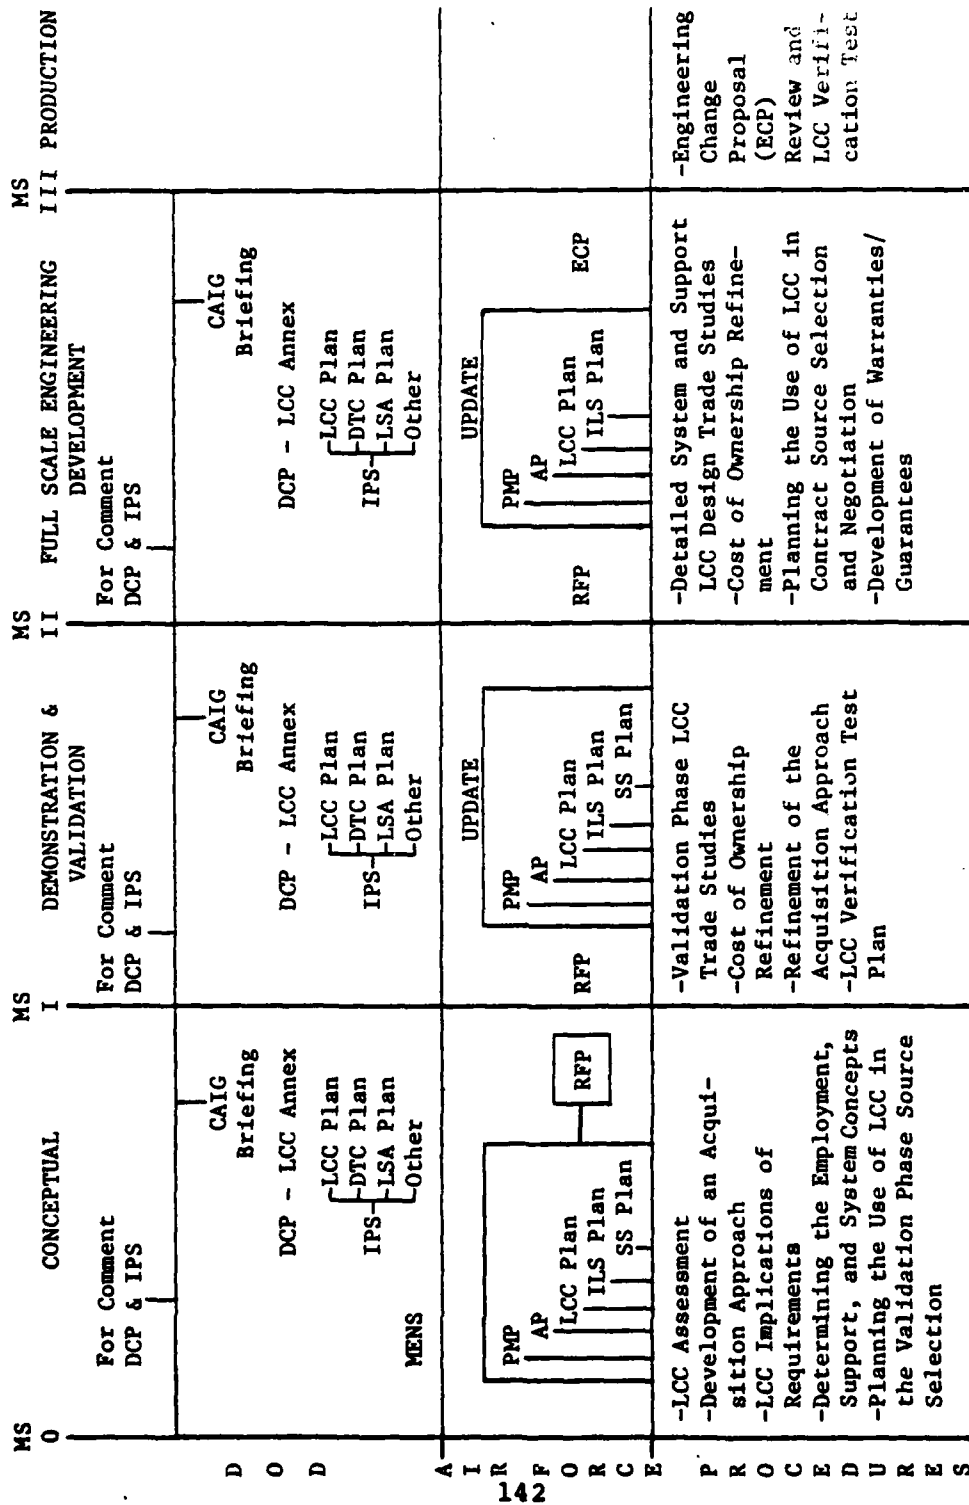 MS
0
CONCEPTUAL
MS
I
DEMONSTRATION &
VALIDATION
MS
II
FULL SCALE ENGINEERING
DEVELOPMENT
MS
III PRODUCTION
DOD
For Comment
DCP & IPS
CAIG
Briefing
DCP - LCC Annex
LCC Plan
DTC Plan
IPS
LSA Plan
Other
MENS
For Comment
DCP & IPS
CAIG
Briefing
DCP - LCC Annex
LCC Plan
DTC Plan
IPS
LSA Plan
Other
For Comment
DCP & IPS
CAIG
Briefing
DCP - LCC Annex
LCC Plan
DTC Plan
IPS
LSA Plan
Other
AIR FORCE
PMP
AP
LCC Plan
ILS Plan
SS Plan
RFP
RFP
UPDATE
PMP
AP
LCC Plan
ILS Plan
SS Plan
RFP
UPDATE
PMP
AP
LCC Plan
ILS Plan
ECP
PROCEDURES
-LCC Assessment
-Development of an Acqui-
sition Approach
-LCC Implications of
Requirements
-Determining the Employment,
Support, and System Concepts
-Planning the Use of LCC in
the Validation Phase Source
Selection
-Validation Phase LCC
Trade Studies
-Cost of Ownership
Refinement
-Refinement of the
Acquisition Approach
-LCC Verification Test
Plan
-Detailed System and Support
LCC Design Trade Studies
-Cost of Ownership Refine-
ment
-Planning the Use of LCC in
Contract Source Selection
and Negotiation
-Development of Warranties/
Guarantees
-Engineering
Change
Proposal
(ECP)
Review and
LCC Verifi-
cation Test
142